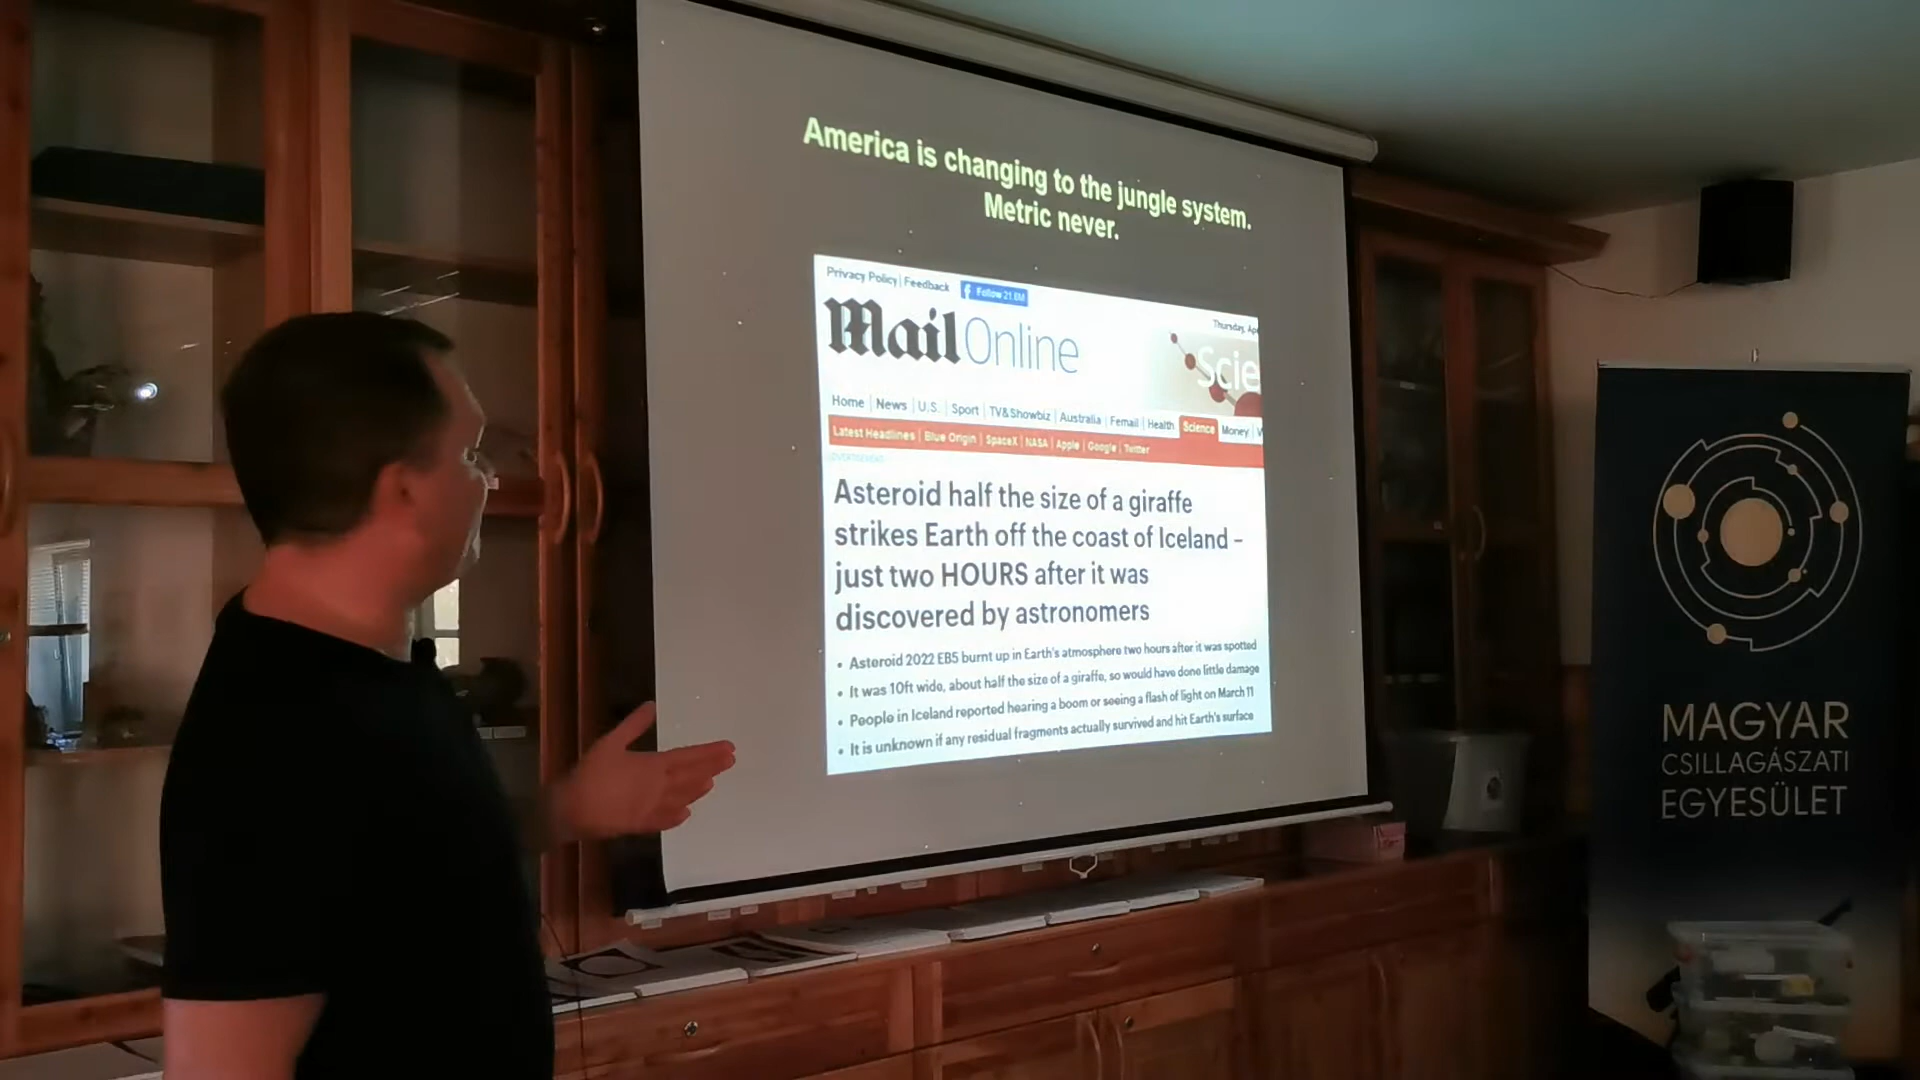 America is changing to the jungle system.
Metric never.
Privacy Policy | Feedback
Follow 21.6M
Thursday, Apr
Mail Online
Scie
Home | News | U.S. | Sport | TV&Showbiz | Australia | Femail | Health | Science | Money |
Latest Headlines | Blue Origin | SpaceX | NASA | Apple | Google | Twitter
ADVERTISEMENT
Asteroid half the size of a giraffe
strikes Earth off the coast of Iceland –
just two HOURS after it was
discovered by astronomers
• Asteroid 2022 EB5 burnt up in Earth's atmosphere two hours after it was spotted
• It was 10ft wide, about half the size of a giraffe, so would have done little damage
• People in Iceland reported hearing a boom or seeing a flash of light on March 11
• It is unknown if any residual fragments actually survived and hit Earth's surface
MAGYAR
CSILLAGÁSZATI
EGYESÜLET